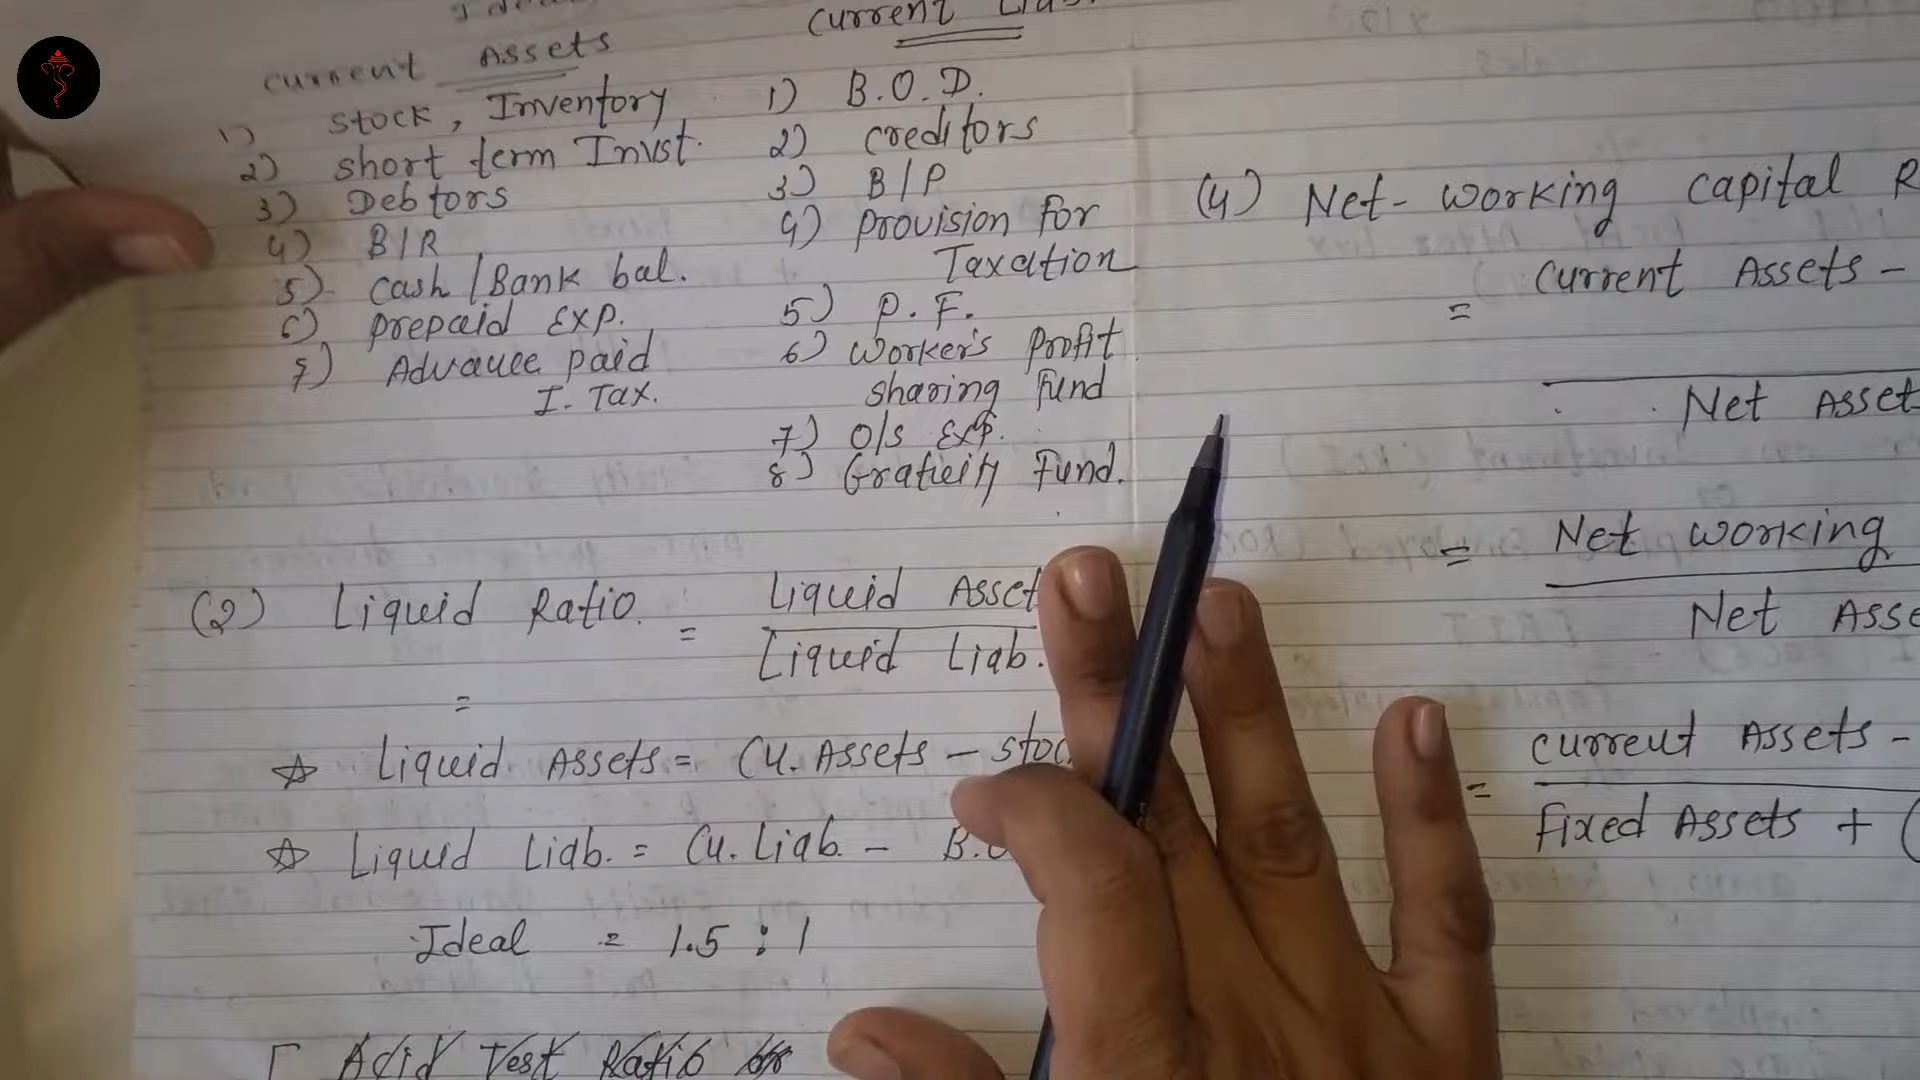 Current Assets
1) Stock, Inventory
2) short term Invst.
3) Debtors
4) B/R
5) cash/Bank bal.
6) prepaid Exp.
7) Advance paid
I. Tax.
Current Liab.
1) B.O.D.
2) creditors
3) B/P
4) provision for
Taxation
5) P.F.
6) Worker's Profit
sharing Fund
7) O/s Exp.
8) Gratieity Fund.
(2) Liquid Ratio. = Liquid Asset
Liquid Liab.
=
☆ Liquid Assets = Cu. Assets - Stoc
☆ Liquid Liab. = Cu. Liab. - B.O
Ideal = 1.5 : 1
Acid Test Ratio or
(4) Net-Working Capital R
= Current Assets -
Net Asset
= Net Working
Net Asse
= Current Assets -
Fixed Assets + (